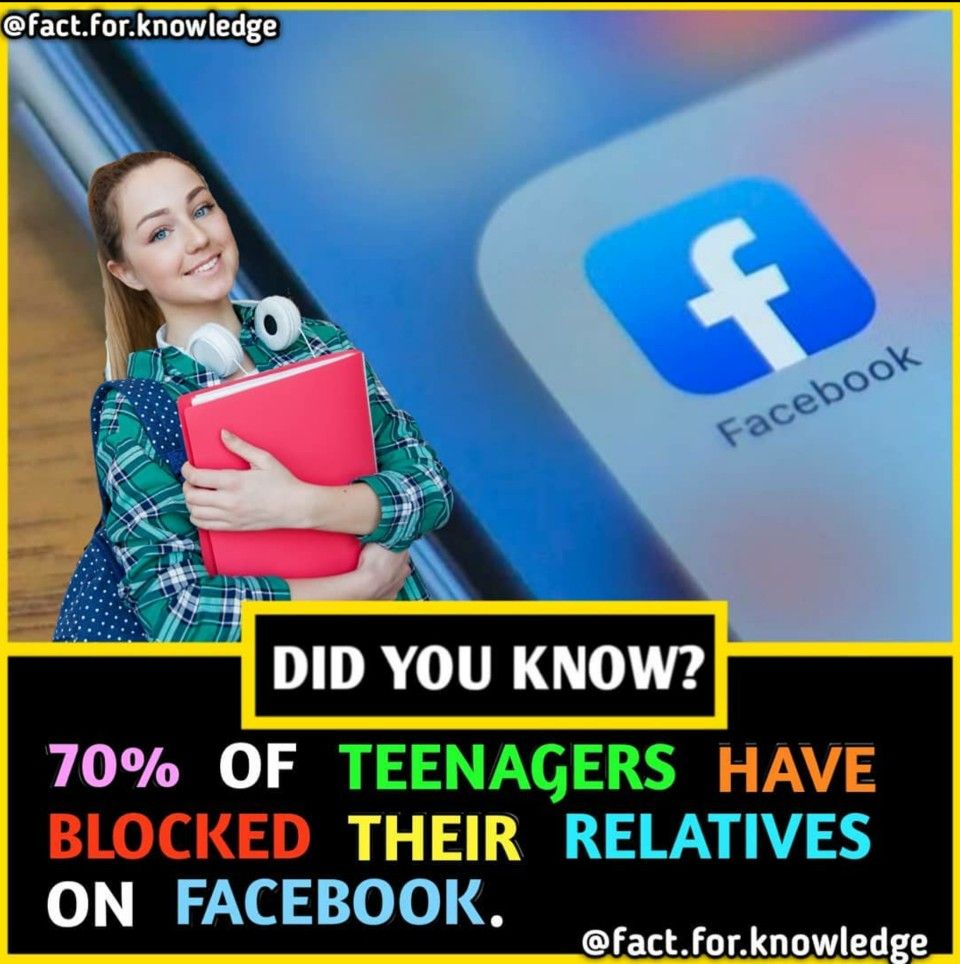 @fact.for.knowledge
Facebook
DID YOU KNOW?
70% OF TEENAGERS HAVE
BLOCKED THEIR RELATIVES
ON FACEBOOK.
@fact.for.knowledge